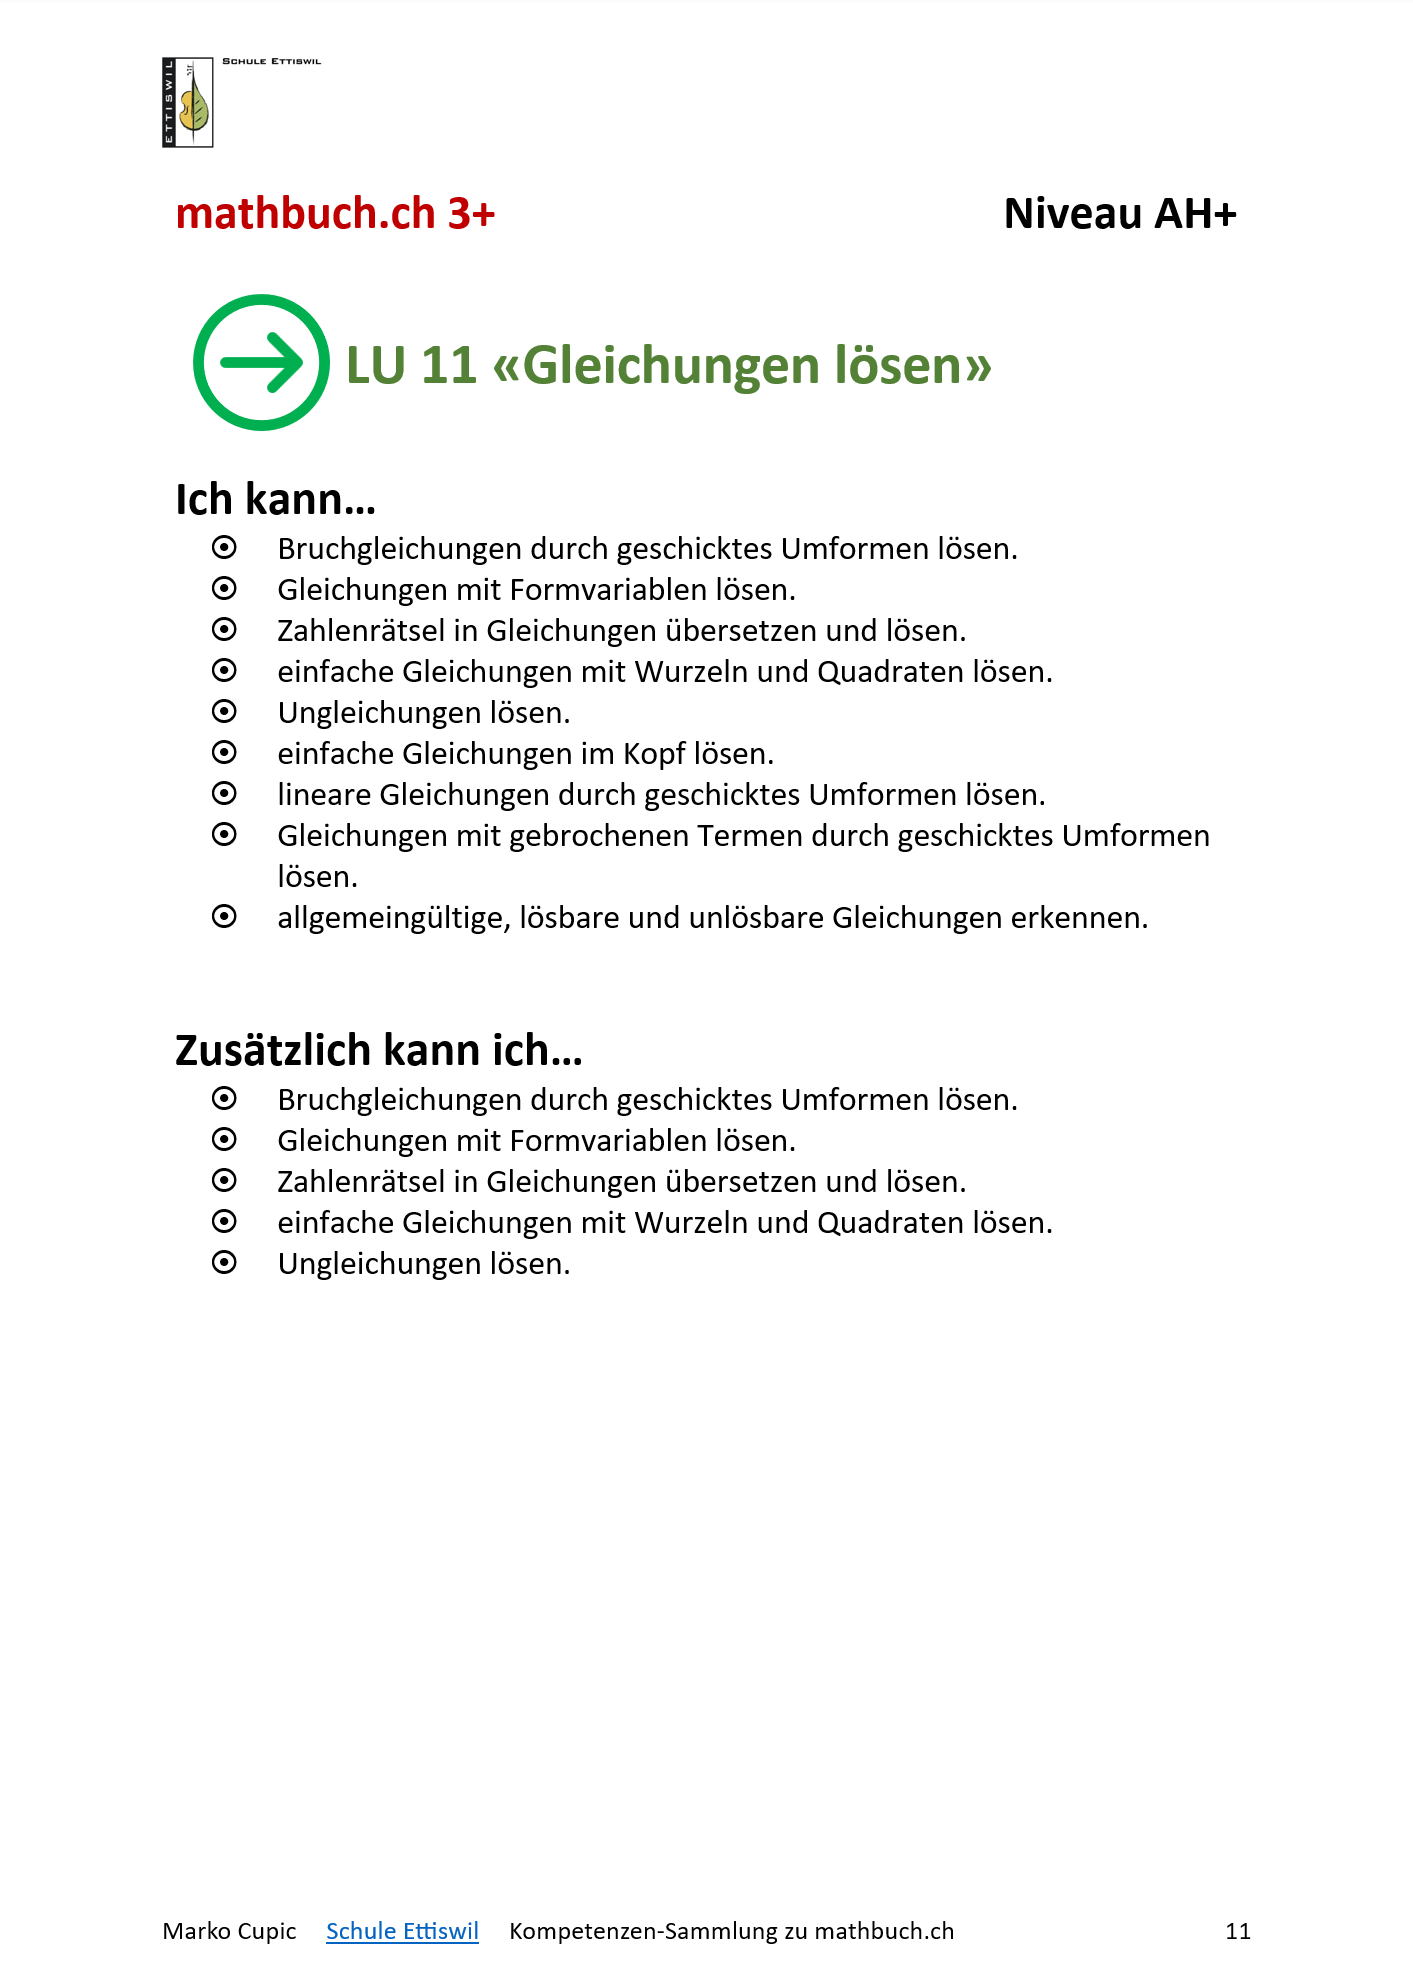 ETTISWIL
SCHULE ETTISWIL
mathbuch.ch 3+ Niveau AH+
LU 11 «Gleichungen lösen»
Ich kann...
Bruchgleichungen durch geschicktes Umformen lösen.
Gleichungen mit Formvariablen lösen.
Zahlenrätsel in Gleichungen übersetzen und lösen.
einfache Gleichungen mit Wurzeln und Quadraten lösen.
Ungleichungen lösen.
einfache Gleichungen im Kopf lösen.
lineare Gleichungen durch geschicktes Umformen lösen.
Gleichungen mit gebrochenen Termen durch geschicktes Umformen
lösen.
allgemeingültige, lösbare und unlösbare Gleichungen erkennen.
Zusätzlich kann ich...
Bruchgleichungen durch geschicktes Umformen lösen.
Gleichungen mit Formvariablen lösen.
Zahlenrätsel in Gleichungen übersetzen und lösen.
einfache Gleichungen mit Wurzeln und Quadraten lösen.
Ungleichungen lösen.
Marko Cupic Schule Ettiswil Kompetenzen-Sammlung zu mathbuch.ch 11